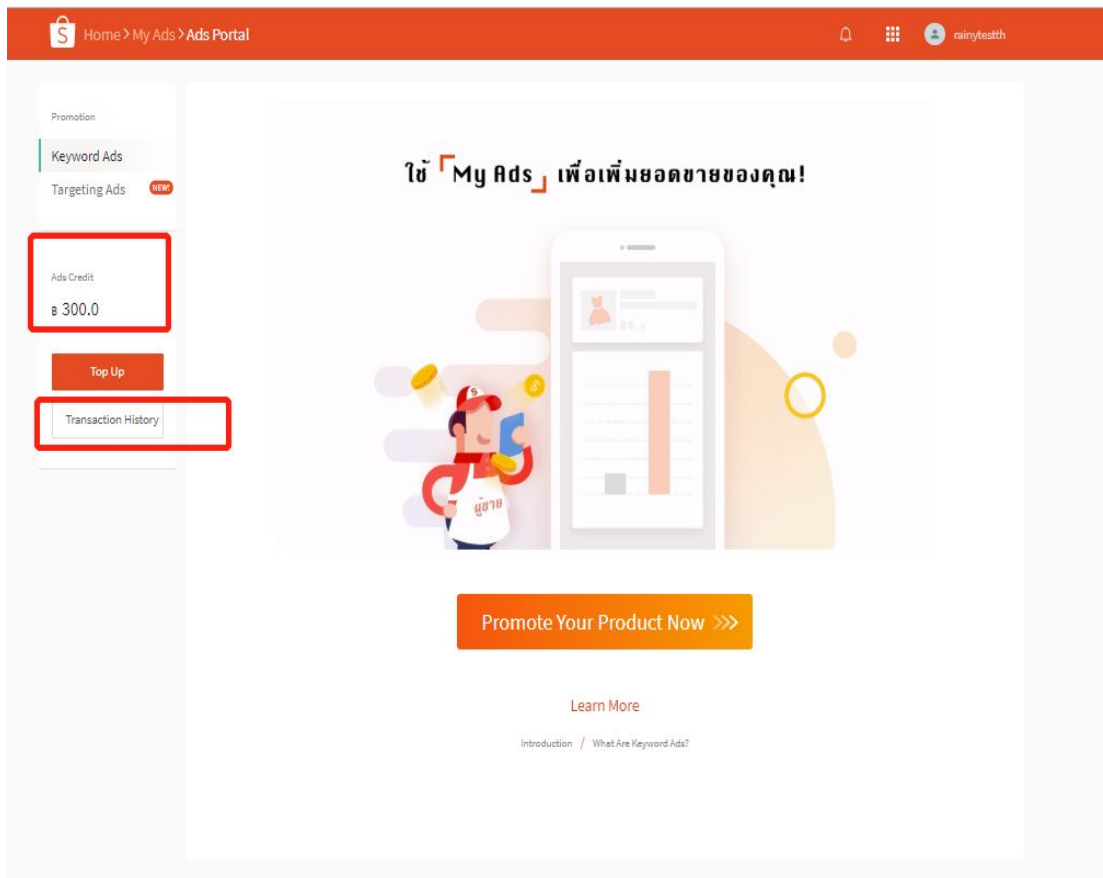 Home > My Ads > Ads Portal
rainytestth
Promotion
Keyword Ads
Targeting Ads NEW!
Ads Credit
฿ 300.0
Top Up
Transaction History
ใช้「My Ads」เพื่อเพิ่มยอดขายของคุณ!
S
$
ผู้ขาย
Promote Your Product Now >>>
Learn More
Introduction / What Are Keyword Ads?